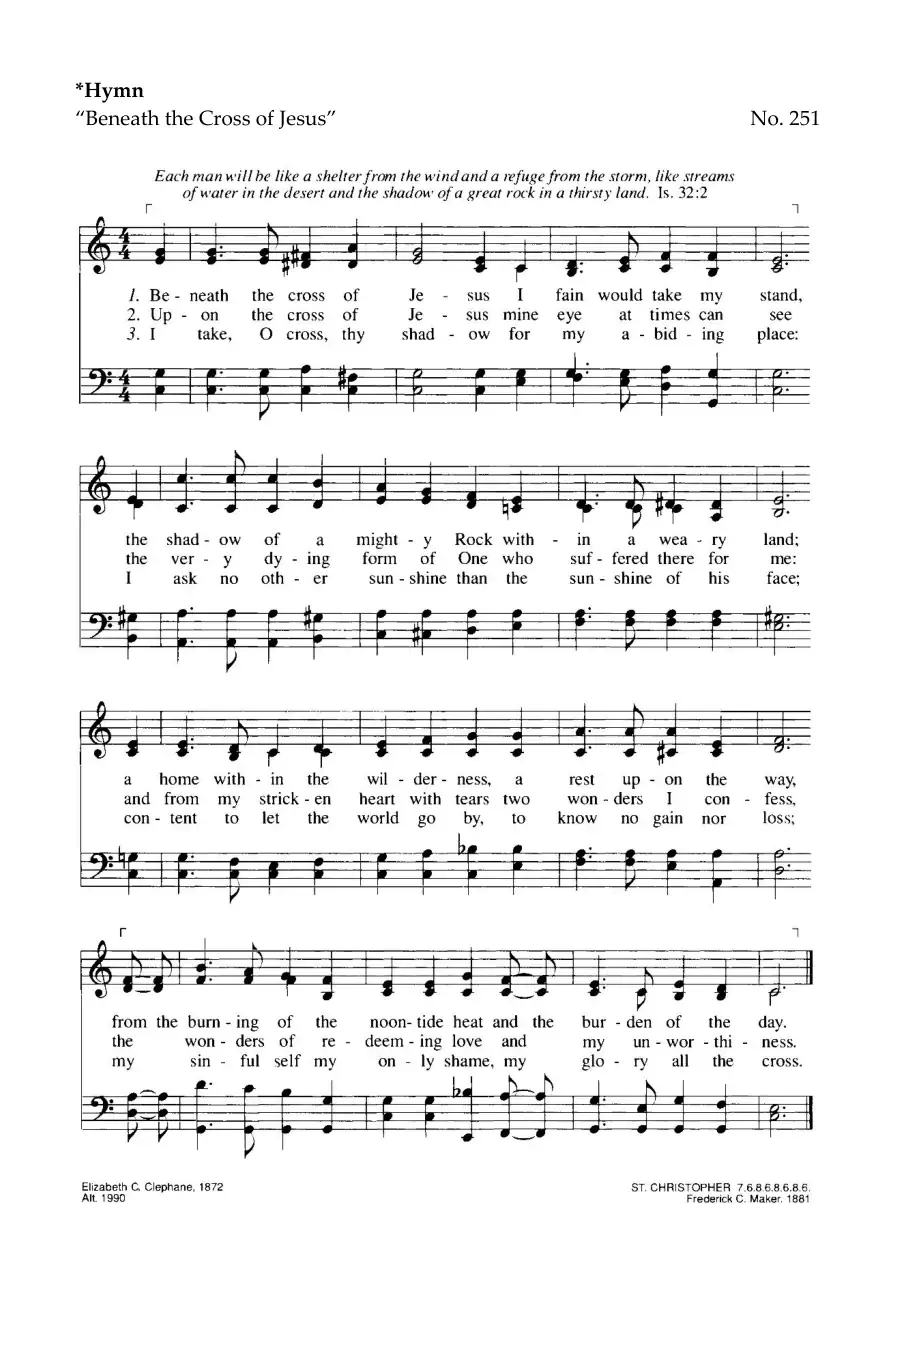 *Hymn
“Beneath the Cross of Jesus” No. 251
Each man will be like a shelter from the wind and a refuge from the storm, like streams
of water in the desert and the shadow of a great rock in a thirsty land. Is. 32:2
1. Be - neath the cross of Je - sus I fain would take my stand,
2. Up - on the cross of Je - sus mine eye at times can see
3. I take, O cross, thy shad - ow for my a - bid - ing place:
the shad - ow of a might - y Rock with - in a wea - ry land;
the ver - y dy - ing form of One who suf - fered there for me:
I ask no oth - er sun - shine than the sun - shine of his face;
a home with - in the wil - der - ness, a rest up - on the way,
and from my strick - en heart with tears two won - ders I con - fess,
con - tent to let the world go by, to know no gain nor loss;
from the burn - ing of the noon- tide heat and the bur - den of the day.
the won - ders of re - deem - ing love and my un - wor - thi - ness.
my sin - ful self my on - ly shame, my glo - ry all the cross.
Elizabeth C. Clephane, 1872 ST. CHRISTOPHER 7.6.8.6.8.6.8.6.
Alt. 1990 Frederick C. Maker, 1881